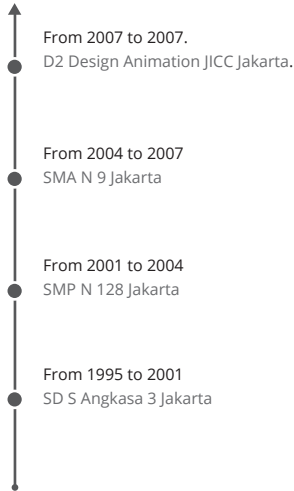 From 2007 to 2007.
D2 Design Animation JICC Jakarta.
From 2004 to 2007
SMA N 9 Jakarta
From 2001 to 2004
SMP N 128 Jakarta
From 1995 to 2001
SD S Angkasa 3 Jakarta